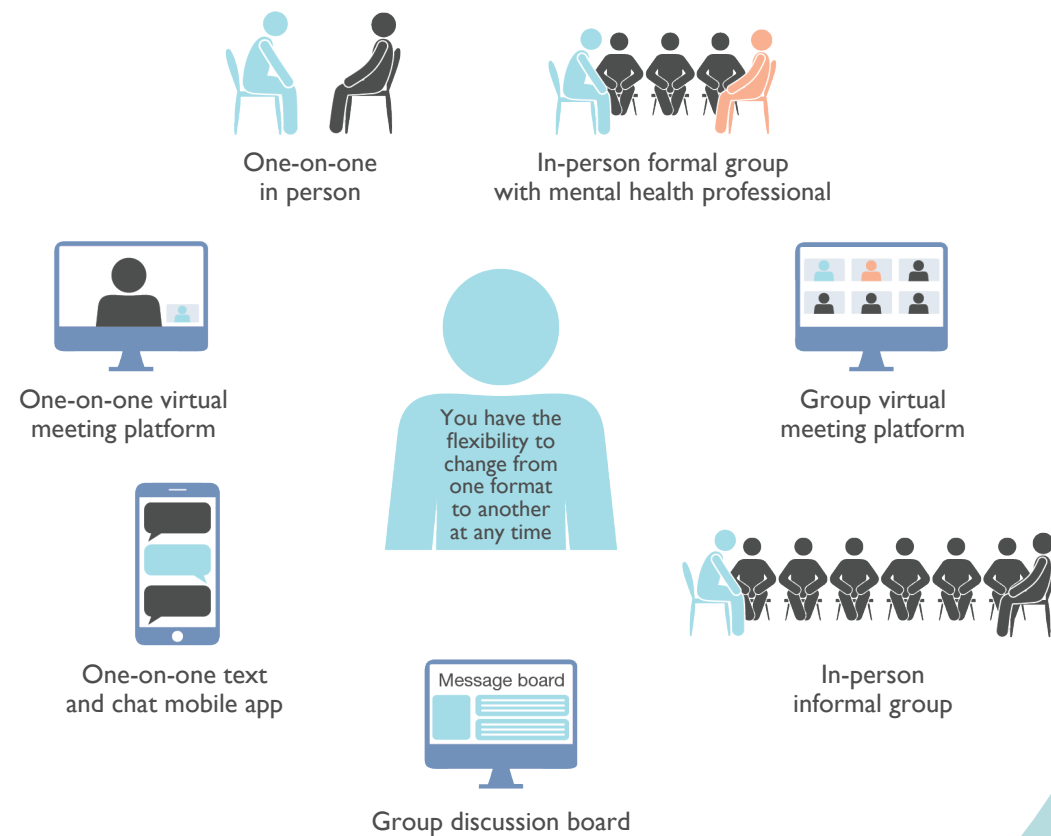 One-on-one
in person
In-person formal group
with mental health professional
One-on-one virtual
meeting platform
You have the
flexibility to
change from
one format
to another
at any time
Group virtual
meeting platform
One-on-one text
and chat mobile app
Message board
In-person
informal group
Group discussion board